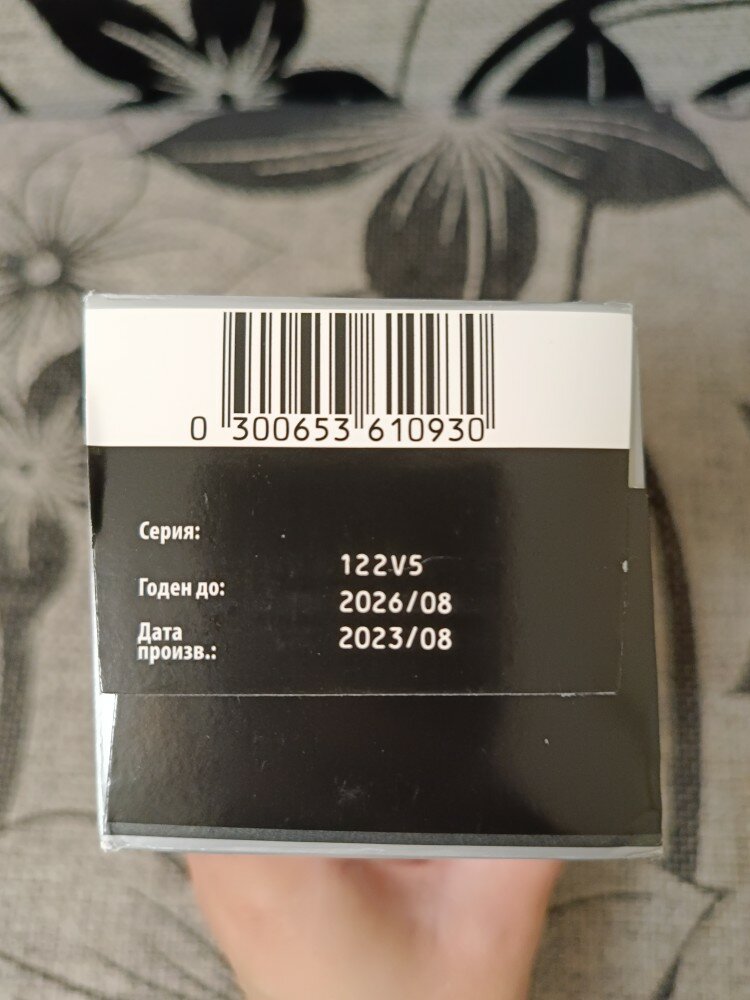 0 300653 610930
Серия:
122V5
Годен до:
2026/08
Дата
произв.:
2023/08